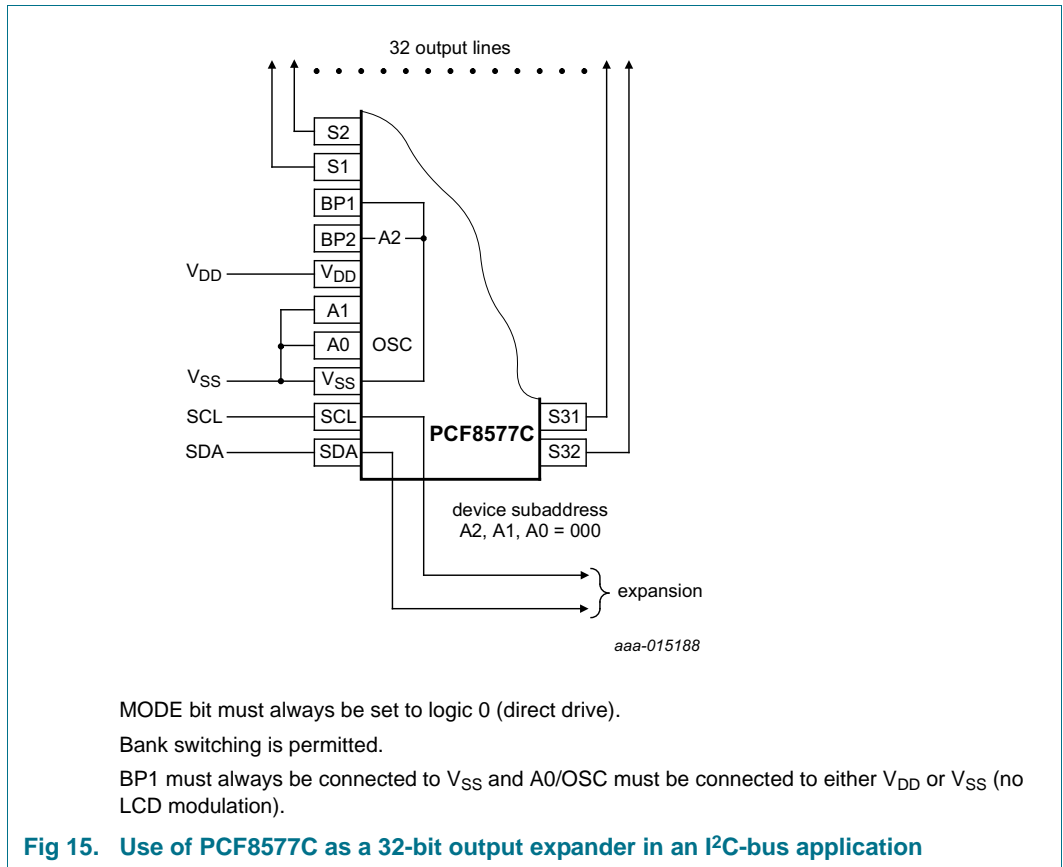 32 output lines
S2
S1
BP1
BP2 A2
VDD VDD
A1
A0 OSC
VSS VSS
SCL SCL
SDA SDA
S31
PCF8577C
S32
device subaddress
A2, A1, A0 = 000
expansion
aaa-015188
MODE bit must always be set to logic 0 (direct drive).
Bank switching is permitted.
BP1 must always be connected to VSS and A0/OSC must be connected to either VDD or VSS (no
LCD modulation).
Fig 15. Use of PCF8577C as a 32-bit output expander in an I²C-bus application